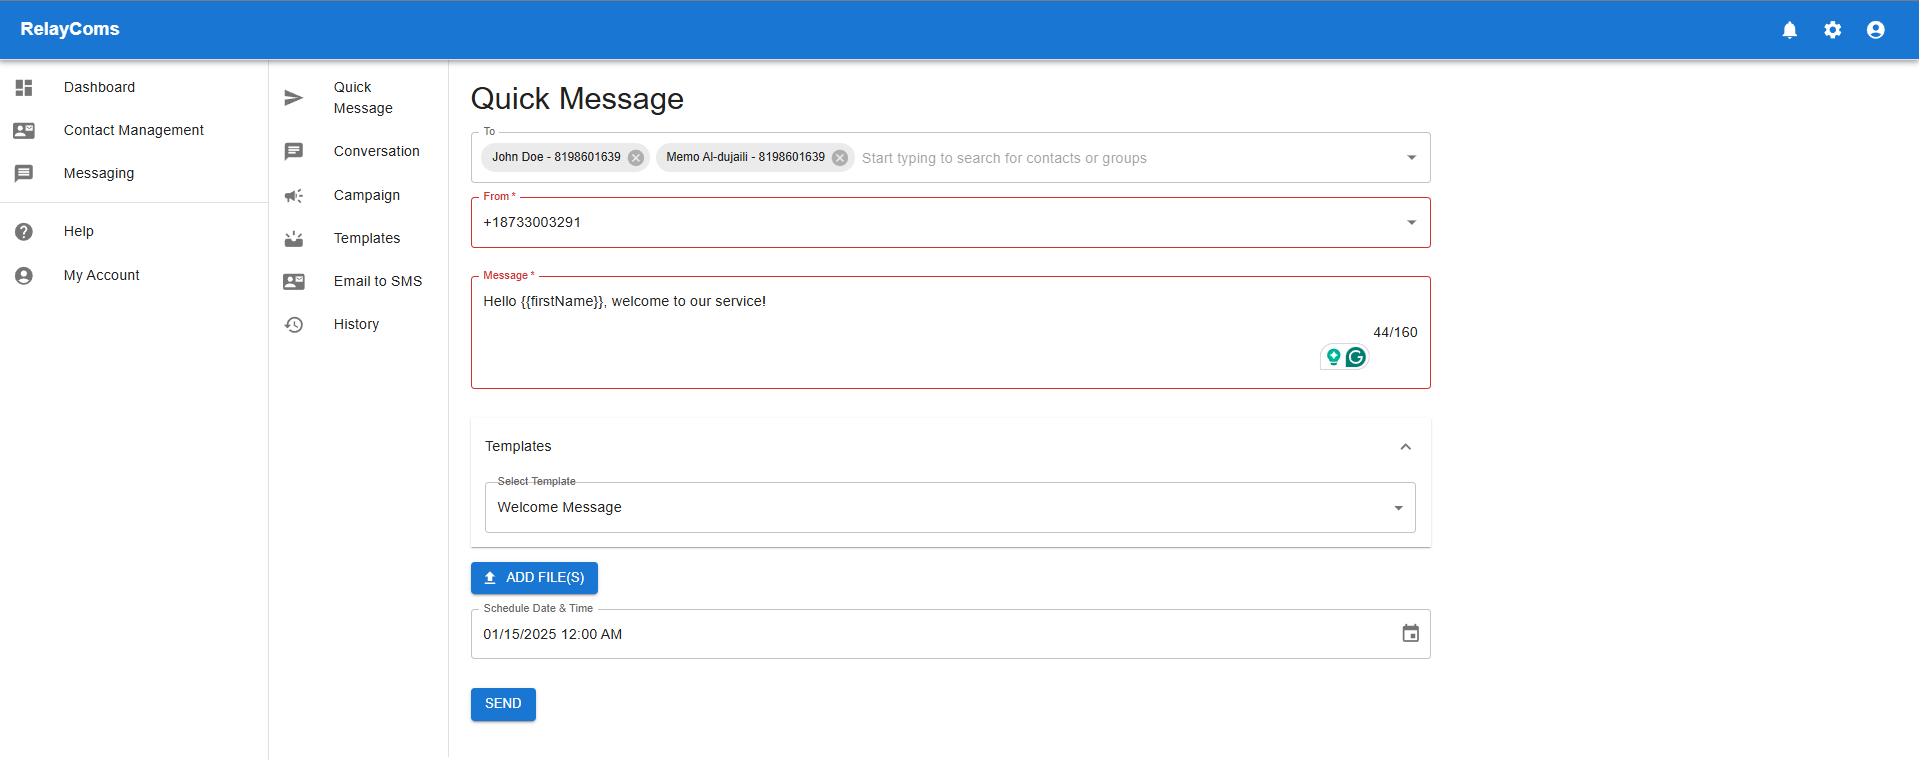 RelayComs
Dashboard
Contact Management
Messaging
Help
My Account
Quick
Message
Conversation
Campaign
Templates
Email to SMS
History
Quick Message
To
John Doe - 8198601639
Memo Al-dujaili - 8198601639
Start typing to search for contacts or groups
From *
+18733003291
Message *
Hello {{firstName}}, welcome to our service!
44/160
Templates
Select Template
Welcome Message
ADD FILE(S)
Schedule Date & Time
01/15/2025 12:00 AM
SEND